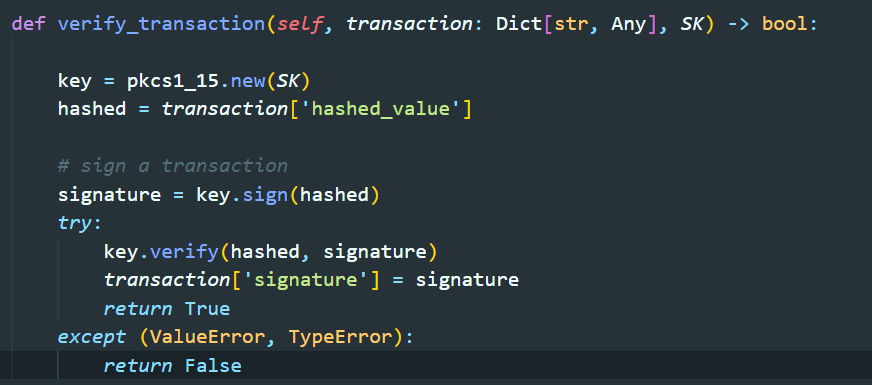 def verify_transaction(self, transaction: Dict[str, Any], SK) -> bool:
key = pkcs1_15.new(SK)
hashed = transaction['hashed_value']
# sign a transaction
signature = key.sign(hashed)
try:
key.verify(hashed, signature)
transaction['signature'] = signature
return True
except (ValueError, TypeError):
return False